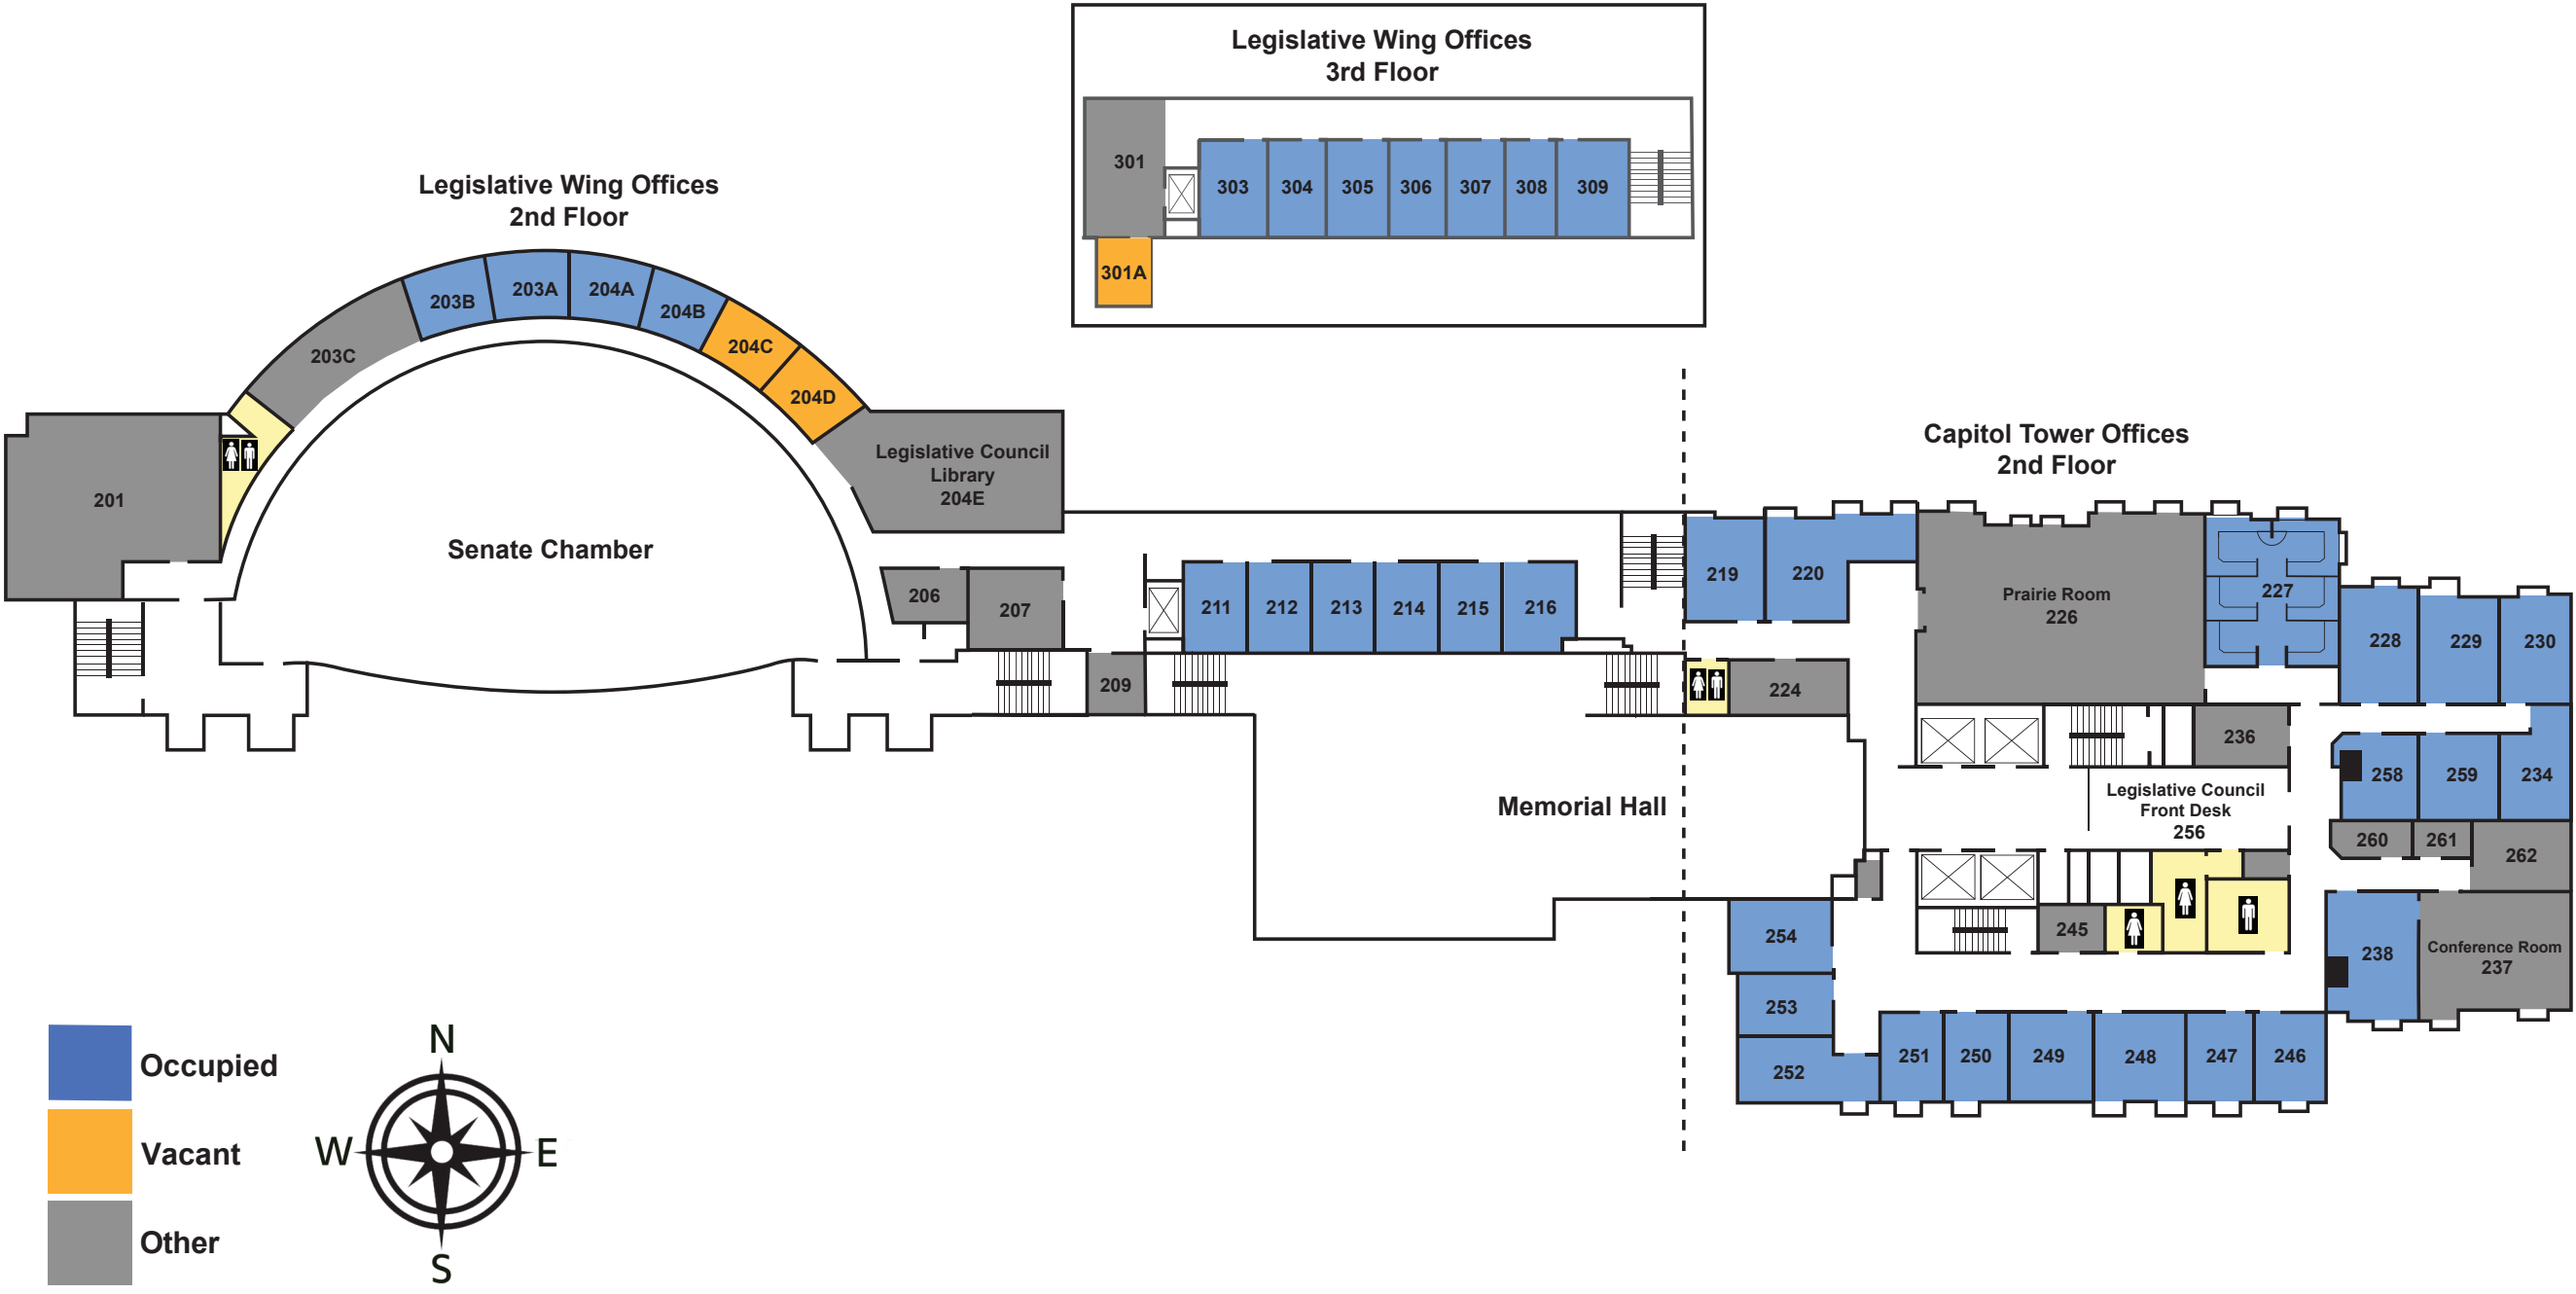 Legislative Wing Offices
3rd Floor
301
303
304
305
306
307
308
309
301A
Legislative Wing Offices
2nd Floor
203B
203A
204A
204B
204C
204D
203C
Legislative Council
Library
204E
201
Senate Chamber
206
207
209
211
212
213
214
215
216
Capitol Tower Offices
2nd Floor
219
220
224
Prairie Room
226
227
228
229
230
236
258
259
234
Legislative Council
Front Desk
256
260
261
262
Memorial Hall
245
238
Conference Room
237
254
253
252
251
250
249
248
247
246
Occupied
Vacant
Other
N
W
E
S